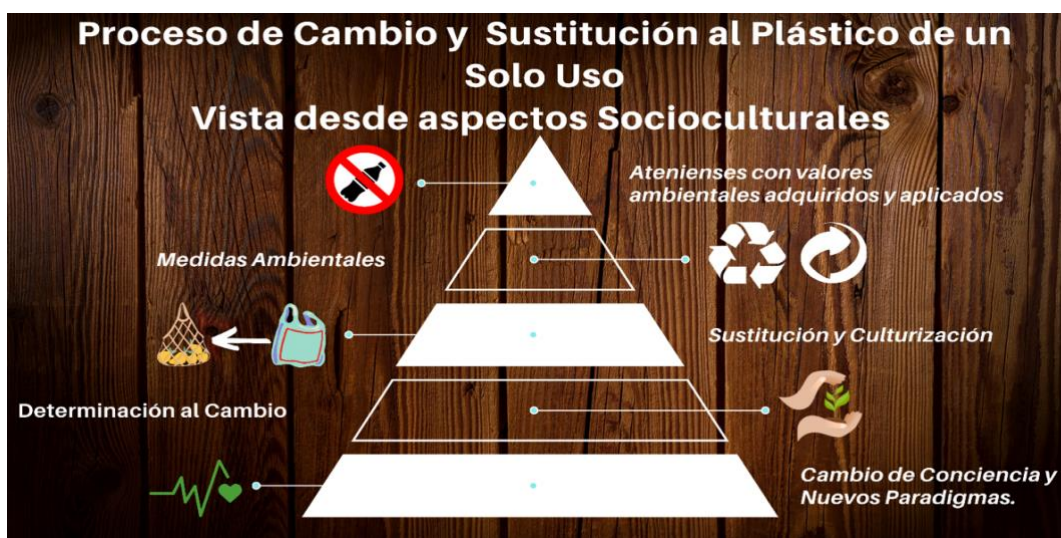 Proceso de Cambio y Sustitución al Plástico de un
Solo Uso
Vista desde aspectos Socioculturales
Atenienses con valores
ambientales adquiridos y aplicados
Medidas Ambientales
Sustitución y Culturización
Determinación al Cambio
Cambio de Conciencia y
Nuevos Paradigmas.